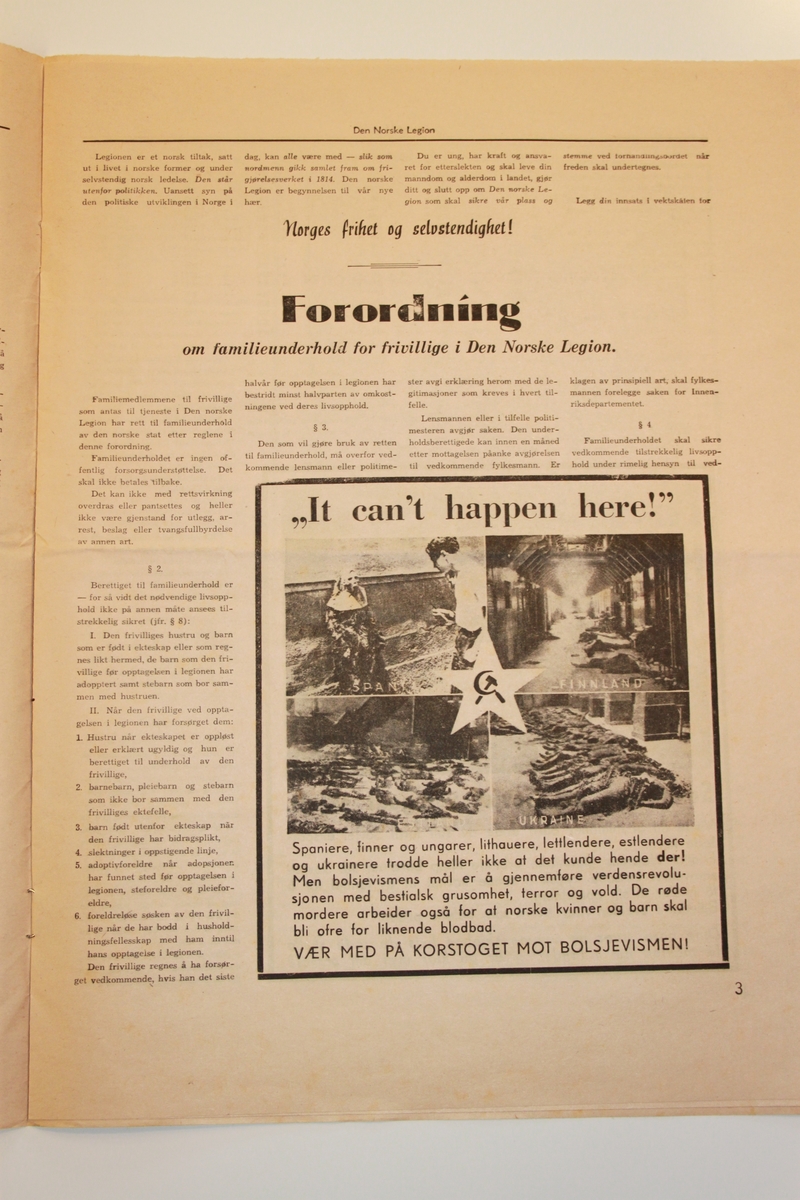 Den Norske Legion
Legionen er et norsk tiltak, satt
ut i livet i norske former og under
selvstendig norsk ledelse. Den står
utenfor politikken. Uansett syn på
den politiske utviklingen i Norge i
dag, kan alle være med — slik som
nordmenn gikk samlet fram om fri-
gjørelsesverket i 1814. Den norske
Legion er begynnelsen til vår nye
hær.
Du er ung, har kraft og ansva-
ret for etterslekten og skal leve din
manndom og alderdom i landet, gjør
ditt og slutt opp om Den norske Le-
gion som skal sikre vår plass og
stemme ved forhandlingsbordet når
freden skal undertegnes.
Legg din innsats i vektskålen for
Norges frihet og selvstendighet!
Forordning
om familieunderhold for frivillige i Den Norske Legion.
Familiemedlemmene til frivillige
som antas til tjeneste i Den norske
Legion har rett til familieunderhold
av den norske stat etter reglene i
denne forordning.
Familieunderholdet er ingen of-
fentlig forsorgsunderstøttelse. Det
skal ikke betales tilbake.
Det kan ikke med rettsvirkning
overdras eller pantsettes og heller
ikke være gjenstand for utlegg, ar-
rest, beslag eller tvangsfullbyrdelse
av annen art.
§ 2.
Berettiget til familieunderhold er
— for så vidt det nødvendige livsopp-
hold ikke på annen måte ansees til-
strekkelig sikret (jfr. § 8):
I. Den frivilliges hustru og barn
som er født i ekteskap eller som reg-
nes likt hermed, de barn som den fri-
villige før opptagelsen i legionen har
adopptert samt stebarn som bor sam-
men med hustruen.
II. Når den frivillige ved oppta-
gelsen i leginnen har forsørget dem:
1. Hustru når ekteskapet er oppløst
eller erklært ugyldig og hun er
berettiget til underhold av den
frivillige,
2. barnebarn, pleiebarn og stebarn
som ikke bor sammen med den
frivilliges ektefelle,
3. barn født utenfor ekteskap når
den frivillige har bidragsplikt,
4. slektninger i oppstigende linje,
5. adoptivforeldre når adopsjonen
har funnet sted før opptagelsen i
legionen, steforeldre og pleiefor-
eldre,
6. foreldreløse søsken av den frivil-
lige når de har bodd i hushold-
ningsfellesskap med ham inntil
hans opptagelse i legionen.
Den frivillige regnes å ha forsør-
get vedkommende, hvis han det siste
halvår før opptagelsen i legionen har
bestridt minst halvparten av omkost-
ningene ved deres livsopphold.
§ 3.
Den som vil gjøre bruk av retten
til familieunderhold, må overfor ved-
kommende lensmann eller politime-
ster avgi erklæring herom med de le-
gitimasjoner som kreves i hvert til-
felle.
Lensmannen eller i tilfelle politi-
mesteren avgjør saken. Den under-
holdsberettigede kan innen en måned
etter mottagelsen påanke avgjørelsen
til vedkommende fylkesmann. Er
klagen av prinsipiell art, skal fylkes-
mannen forelegge saken for Innen-
riksdepartementet.
§ 4
Familieunderholdet skal sikre
vedkommende tilstrekkelig livsopp-
hold under rimelig hensyn til ved-
„It can't happen here!”
SPAN
FINNLAND
UKRAINE
Spaniere, finner og ungarer, lithauere, lettlendere, estlendere
og ukrainere trodde heller ikke at det kunde hende der!
Men bolsjevismens mål er å gjennemføre verdensrevolu-
sjonen med bestialsk grusomhet, terror og vold. De røde
mordere arbeider også for at norske kvinner og barn skal
bli ofre for liknende blodbad.
VÆR MED PÅ KORSTOGET MOT BOLSJEVISMEN!
3